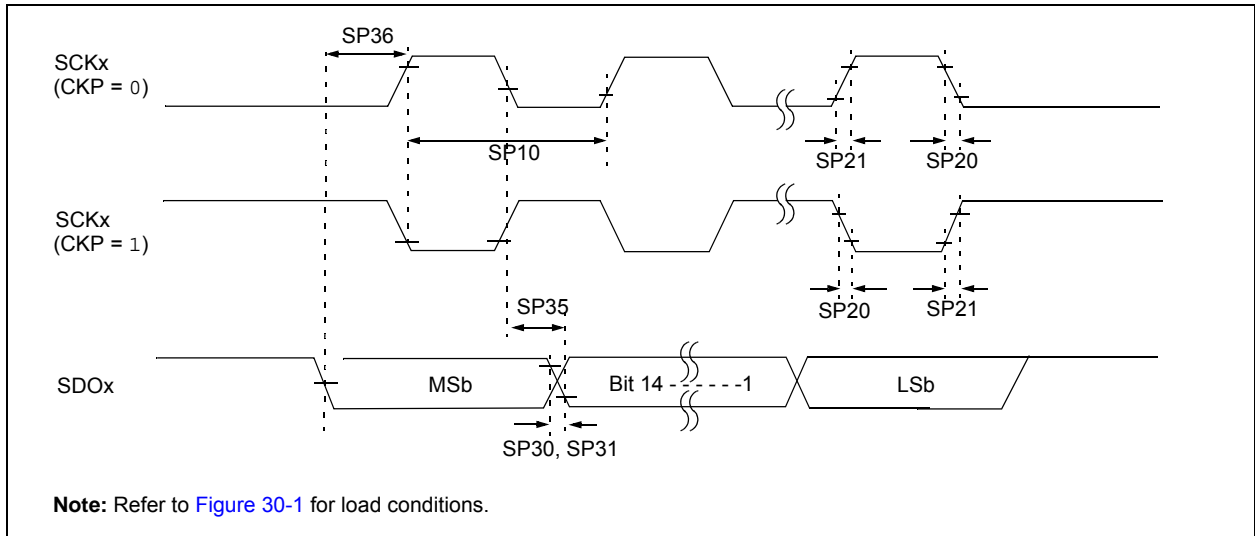 SP36
SCKx
(CKP = 0)
SP10
SP21
SP20
SCKx
(CKP = 1)
SP35
SP20
SP21
SDOx
MSb
Bit 14 - - - - - -1
LSb
SP30, SP31
Note: Refer to Figure 30-1 for load conditions.